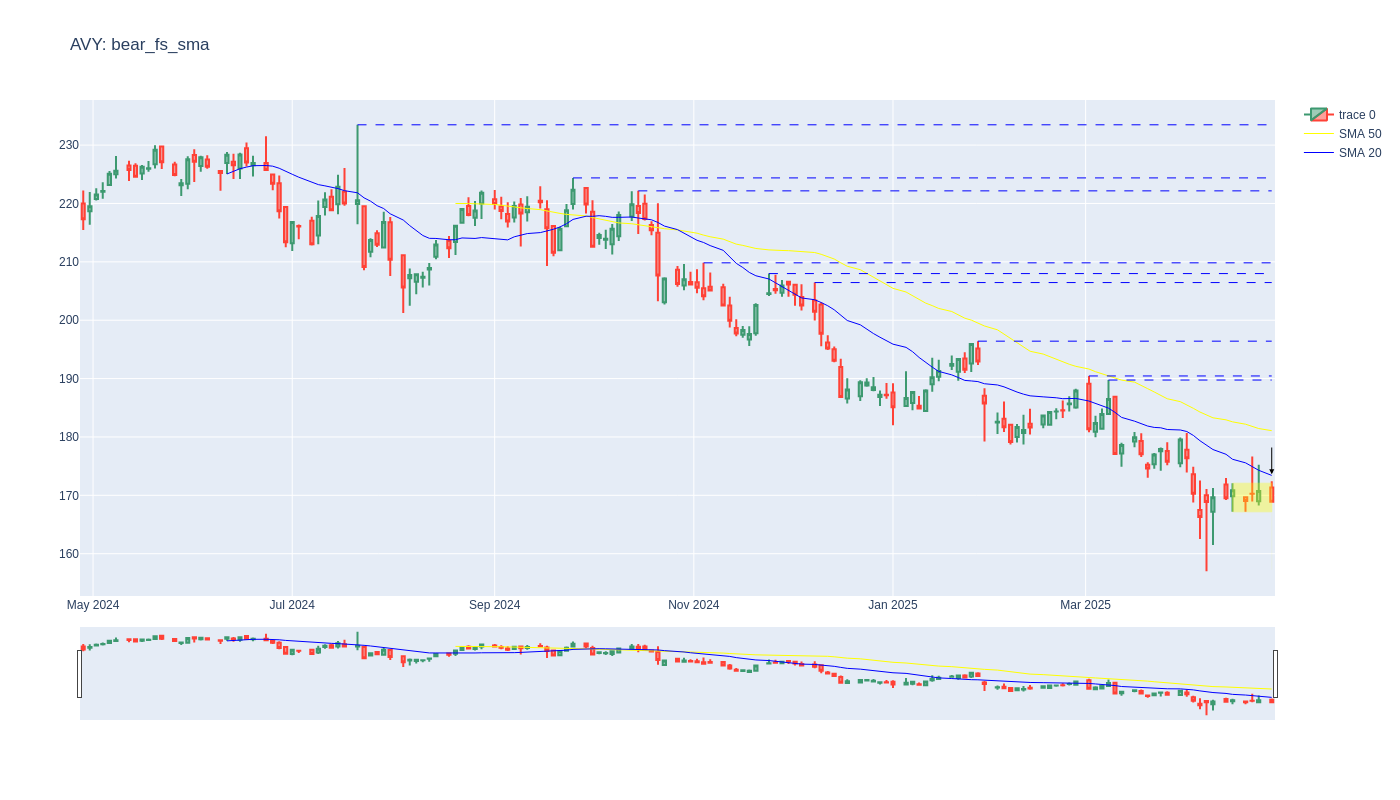 AVY: bear_fs_sma
trace 0
SMA 50
SMA 20
230
220
210
200
190
180
170
160
May 2024
Jul 2024
Sep 2024
Nov 2024
Jan 2025
Mar 2025